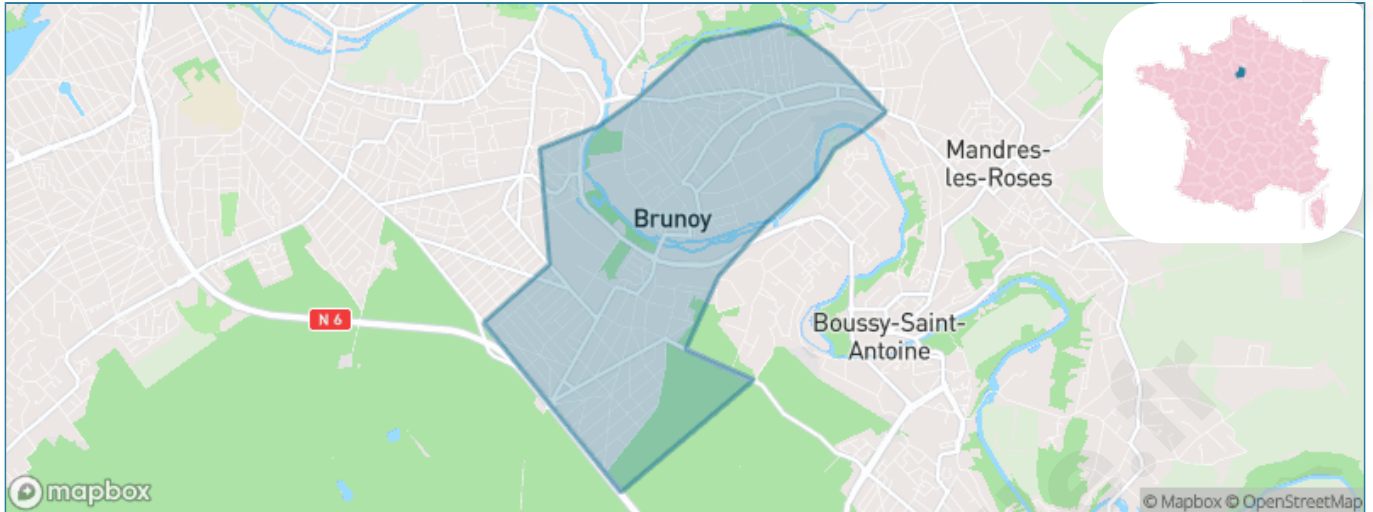 Mandres-
les-Roses
Brunoy
N 6
Boussy-Saint-
Antoine
mapbox
© Mapbox © OpenStreetMap